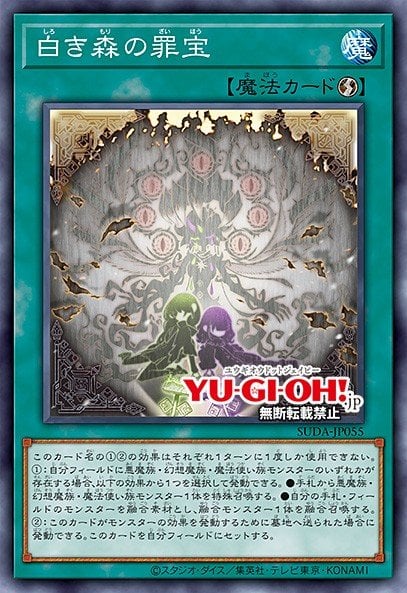 しろ もり ざい ほう
白き森の罪宝
魔
ま ほう
【魔法カード】
ユウギオウドットジェイピー
YU-GI-OH!.jp
無断転載禁止
SUDA-JP055
このカード名の①②の効果はそれぞれ1ターンに1度しか使用できない。
①:自分フィールドに悪魔族・幻想魔族・魔法使い族モンスターのいずれかが
存在する場合、以下の効果から1つを選択して発動できる。●手札から悪魔族・
幻想魔族・魔法使い族モンスター1体を特殊召喚する。●自分の手札・フィー
ルドのモンスターを融合素材とし、融合モンスター1体を融合召喚する。
②:このカードがモンスターの効果を発動するために墓地へ送られた場合に
発動できる。このカードを自分フィールドにセットする。
©スタジオ・ダイス／集英社・テレビ東京・KONAMI